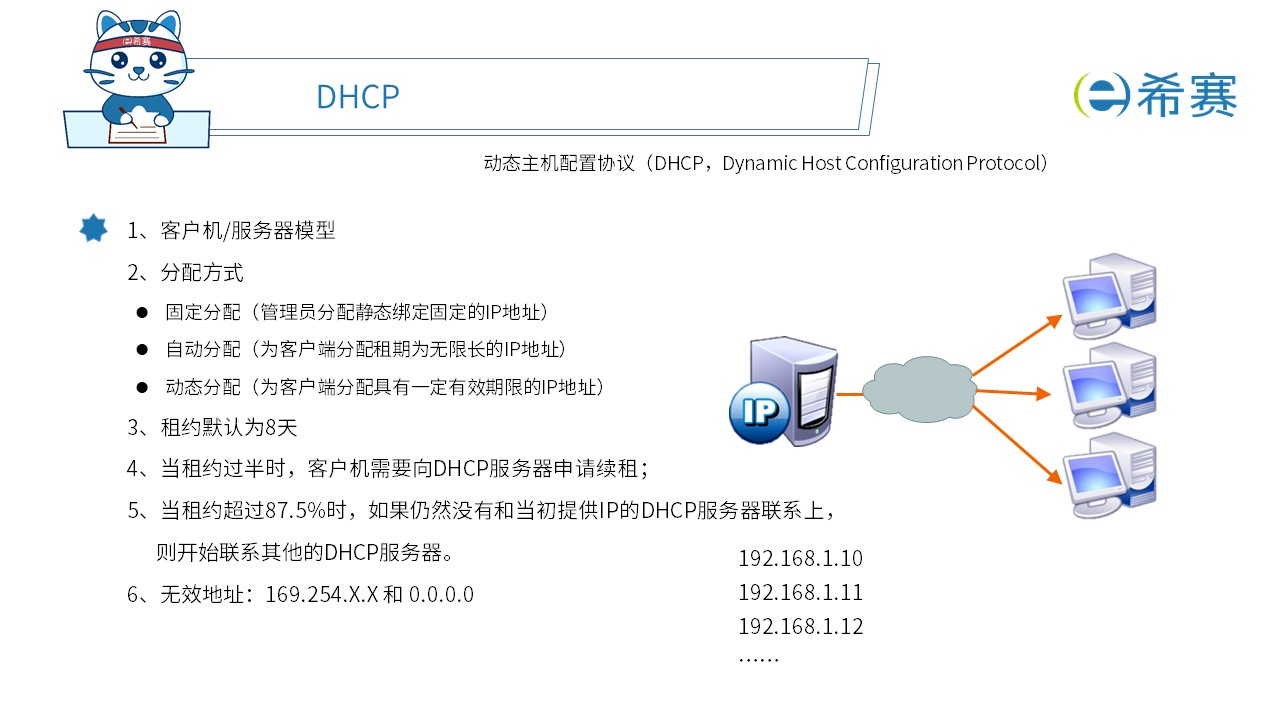 希赛
DHCP
希赛
动态主机配置协议（DHCP，Dynamic Host Configuration Protocol）
1、客户机/服务器模型
2、分配方式
● 固定分配（管理员分配静态绑定固定的IP地址）
● 自动分配（为客户端分配租期为无限长的IP地址）
● 动态分配（为客户端分配具有一定有效期限的IP地址）
3、租约默认为8天
4、当租约过半时，客户机需要向DHCP服务器申请续租；
5、当租约超过87.5%时，如果仍然没有和当初提供IP的DHCP服务器联系上，
则开始联系其他的DHCP服务器。
6、无效地址：169.254.X.X 和 0.0.0.0
IP
192.168.1.10
192.168.1.11
192.168.1.12
……